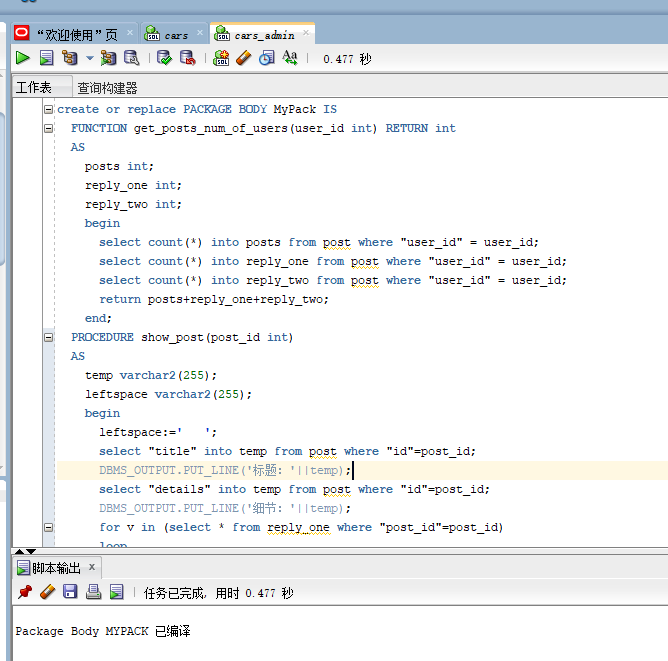 “欢迎使用”页 × cars × cars_admin ×
0.477 秒
工作表 查询构建器
create or replace PACKAGE BODY MyPack IS
FUNCTION get_posts_num_of_users(user_id int) RETURN int
AS
posts int;
reply_one int;
reply_two int;
begin
select count(*) into posts from post where "user_id" = user_id;
select count(*) into reply_one from post where "user_id" = user_id;
select count(*) into reply_two from post where "user_id" = user_id;
return posts+reply_one+reply_two;
end;
PROCEDURE show_post(post_id int)
AS
temp varchar2(255);
leftspace varchar2(255);
begin
leftspace:='   ';
select "title" into temp from post where "id"=post_id;
DBMS_OUTPUT.PUT_LINE('标题: '||temp);
select "details" into temp from post where "id"=post_id;
DBMS_OUTPUT.PUT_LINE('细节: '||temp);
for v in (select * from reply_one where "post_id"=post_id)
loop
脚本输出 ×
任务已完成, 用时 0.477 秒
Package Body MYPACK 已编译